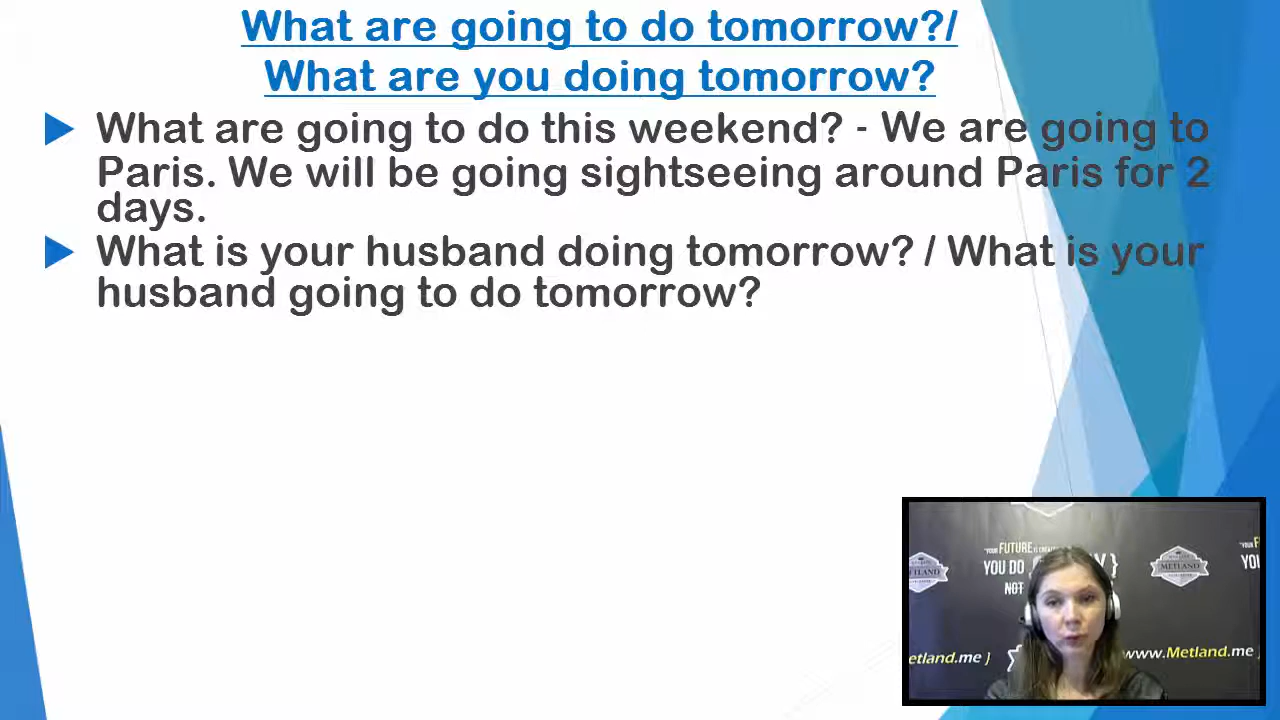 What are going to do tomorrow?/
What are you doing tomorrow?
What are going to do this weekend? - We are going to
Paris. We will be going sightseeing around Paris for 2
days.
What is your husband doing tomorrow? / What is your
husband going to do tomorrow?
"YOUR FUTURE IS
YOU DO
NOT
METLAND
etland.me }
www.Metland.me }